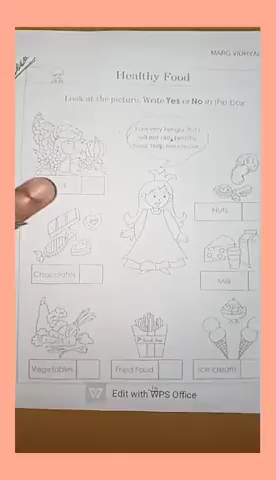 MARG VIDHYAL
Healthy Food
Look at the picture. Write Yes or No in the box
I am very hungry. But I
will eat only healthy
food. Help me choose.
Nuts
Chocolates
Milk
Vegetables
Fried Food
Ice cream
Edit with WPS Office